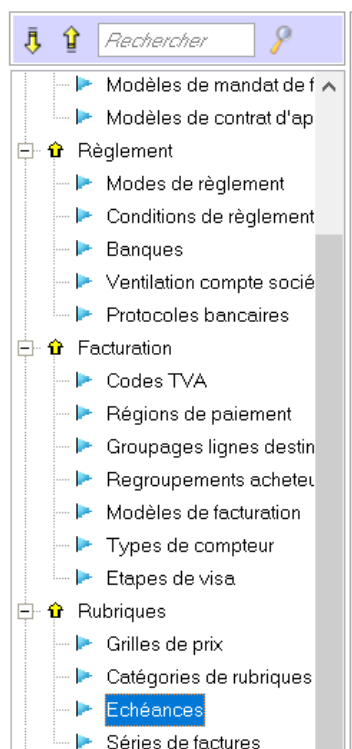 Rechercher
Modèles de mandat de f
Modèles de contrat d'ap
Règlement
Modes de règlement
Conditions de règlement
Banques
Ventilation compte socié
Protocoles bancaires
Facturation
Codes TVA
Régions de paiement
Groupages lignes destin
Regroupements acheteu
Modèles de facturation
Types de compteur
Etapes de visa
Rubriques
Grilles de prix
Catégories de rubriques
Echéances
Séries de factures